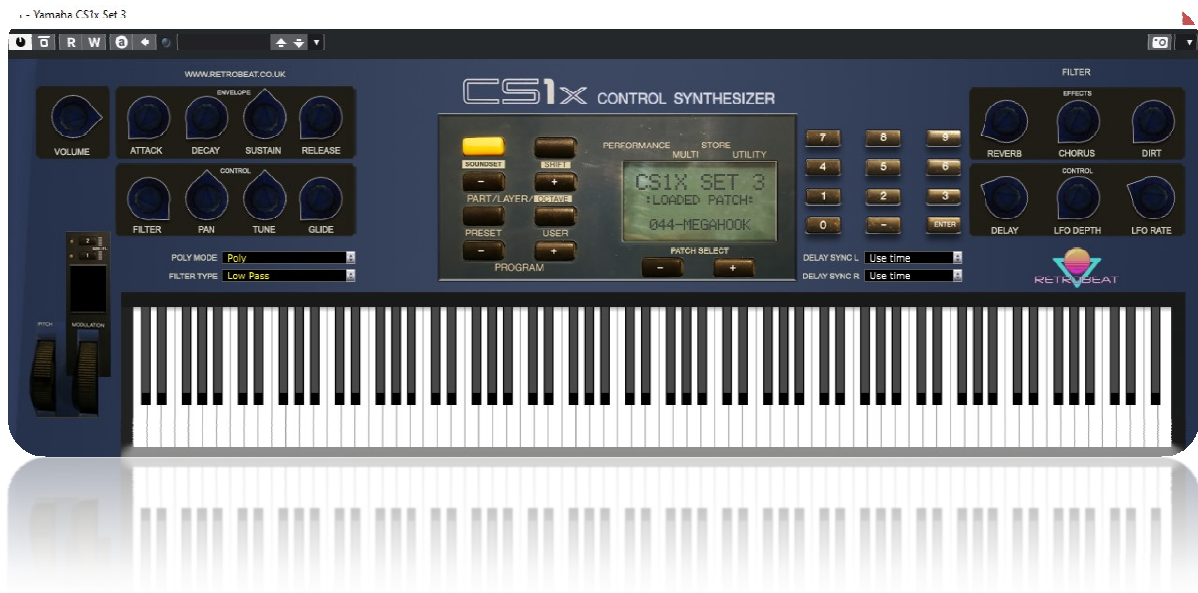 - Yamaha CS1x Set 3
R W a
WWW.RETROBEAT.CO.UK
ENVELOPE
VOLUME
ATTACK DECAY SUSTAIN RELEASE
CONTROL
FILTER PAN TUNE GLIDE
POLY MODE Poly
FILTER TYPE Low Pass
2
1
PITCH
MODULATION
CS1x CONTROL SYNTHESIZER
SOUNDSET SHIFT
- +
PART/LAYER/ OCTAVE
PRESET USER
- +
PROGRAM
PERFORMANCE STORE
MULTI UTILITY
CS1X SET 3
:LOADED PATCH:
044-MEGAHOOK
PATCH SELECT
- +
7 8 9
4 5 6
1 2 3
0 - ENTER
DELAY SYNC L Use time
DELAY SYNC R Use time
FILTER
EFFECTS
REVERB CHORUS DIRT
CONTROL
DELAY LFO DEPTH LFO RATE
RETROBEAT